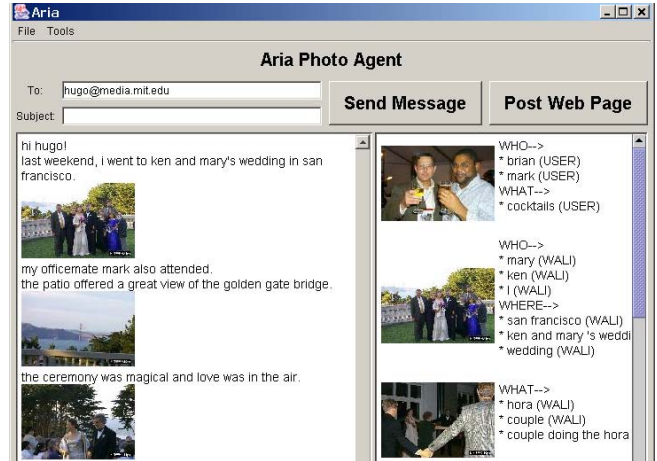 Aria
File Tools
Aria Photo Agent
To: hugo@media.mit.edu
Subject:
Send Message
Post Web Page
hi hugo!
last weekend, i went to ken and mary's wedding in san
francisco.
my officemate mark also attended.
the patio offered a great view of the golden gate bridge.
the ceremony was magical and love was in the air.
WHO-->
* brian (USER)
* mark (USER)
WHAT-->
* cocktails (USER)
WHO-->
* mary (WALI)
* ken (WALI)
* I (WALI)
WHERE-->
* san francisco (WALI)
* ken and mary 's weddi
* wedding (WALI)
WHAT-->
* hora (WALI)
* couple (WALI)
* couple doing the hora